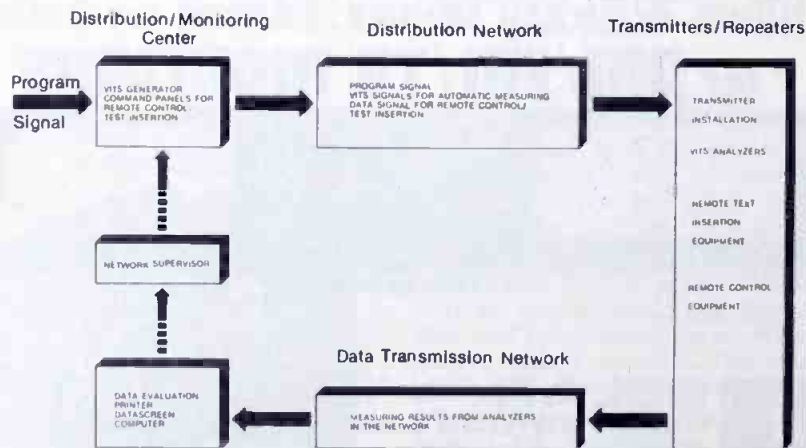 Distribution/Monitoring
Center
Distribution Network
Transmitters/Repeaters
Program
Signal
VITS GENERATOR
COMMAND PANELS FOR
REMOTE CONTROL
TEST INSERTION
PROGRAM SIGNAL
VITS SIGNALS FOR AUTOMATIC MEASURING
DATA SIGNAL FOR REMOTE CONTROL/
TEST INSERTION
TRANSMITTER
INSTALLATION
VITS ANALYZERS
REMOTE TEXT
INSERTION
EQUIPMENT
REMOTE CONTROL
EQUIPMENT
NETWORK SUPERVISOR
Data Transmission Network
DATA EVALUATION
PRINTER
DATASCREEN
COMPUTER
MEASURING RESULTS FROM ANALYZERS
IN THE NETWORK